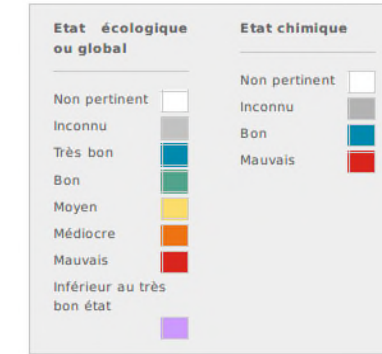 Etat écologique
ou global
Non pertinent
Inconnu
Très bon
Bon
Moyen
Médiocre
Mauvais
Inférieur au très
bon état
Etat chimique
Non pertinent
Inconnu
Bon
Mauvais